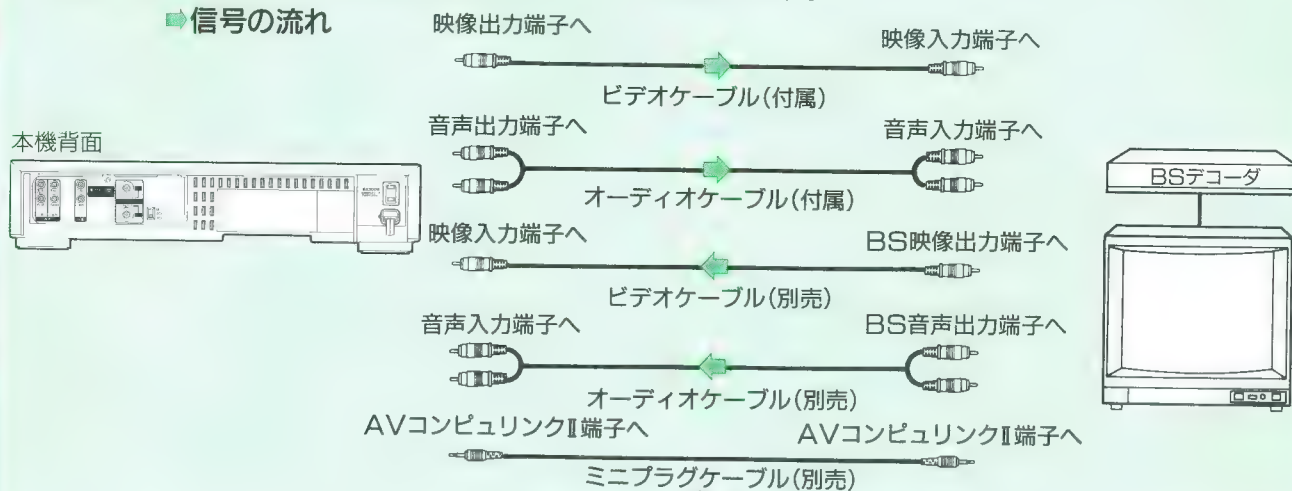 信号の流れ
映像出力端子へ
映像入力端子へ
ビデオケーブル(付属)
本機背面
音声出力端子へ
音声入力端子へ
オーディオケーブル(付属)
BSデコーダ
映像入力端子へ
BS映像出力端子へ
ビデオケーブル(別売)
音声入力端子へ
BS音声出力端子へ
オーディオケーブル(別売)
AVコンピュリンクⅡ端子へ
AVコンピュリンクⅡ端子へ
ミニプラグケーブル(別売)